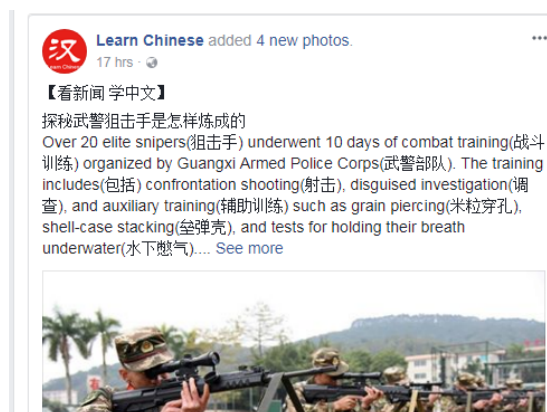 汉
Learn Chinese
Learn Chinese added 4 new photos.
17 hrs ·
【看新闻 学中文】
探秘武警狙击手是怎样炼成的
Over 20 elite snipers(狙击手) underwent 10 days of combat training(战斗
训练) organized by Guangxi Armed Police Corps(武警部队). The training
includes(包括) confrontation shooting(射击), disguised investigation(调
查), and auxiliary training(辅助训练) such as grain piercing(米粒穿孔),
shell-case stacking(垒弹壳), and tests for holding their breath
underwater(水下憋气).... See more